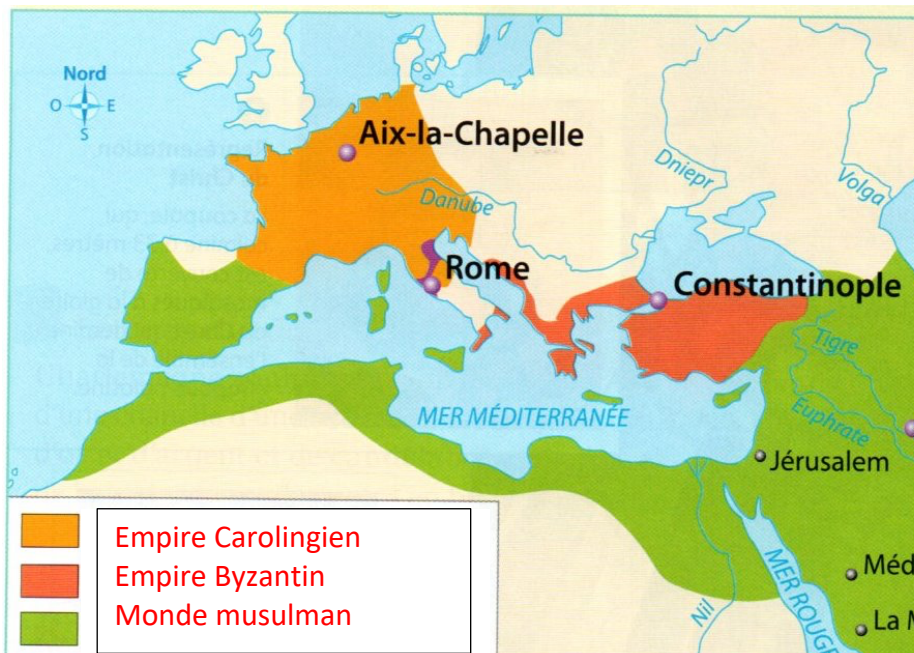 Nord
O E
S
Aix-la-Chapelle
Dniepr
Volga
Danube
Rome
Constantinople
Tigre
Euphrate
MER MÉDITERRANÉE
Jérusalem
Nil
MER ROUGE
Méd
La M
Empire Carolingien
Empire Byzantin
Monde musulman